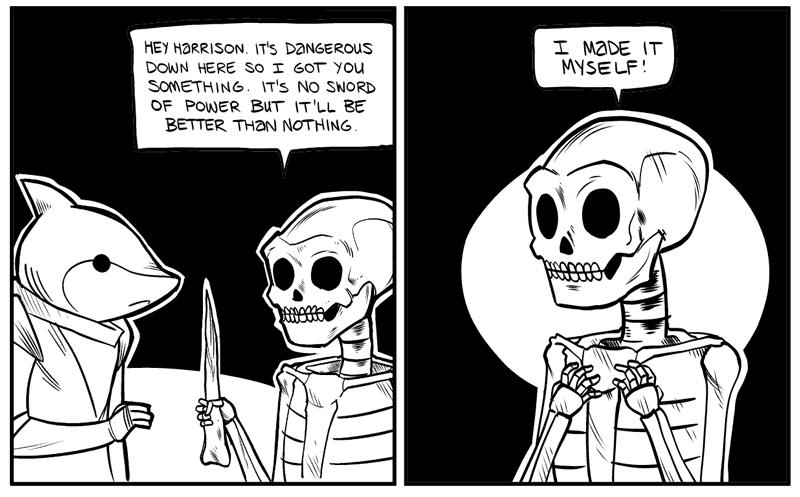 HEY HARRISON. IT'S DANGEROUS
DOWN HERE SO I GOT YOU
SOMETHING. IT'S NO SWORD
OF POWER BUT IT'LL BE
BETTER THAN NOTHING.
I MADE IT
MYSELF!